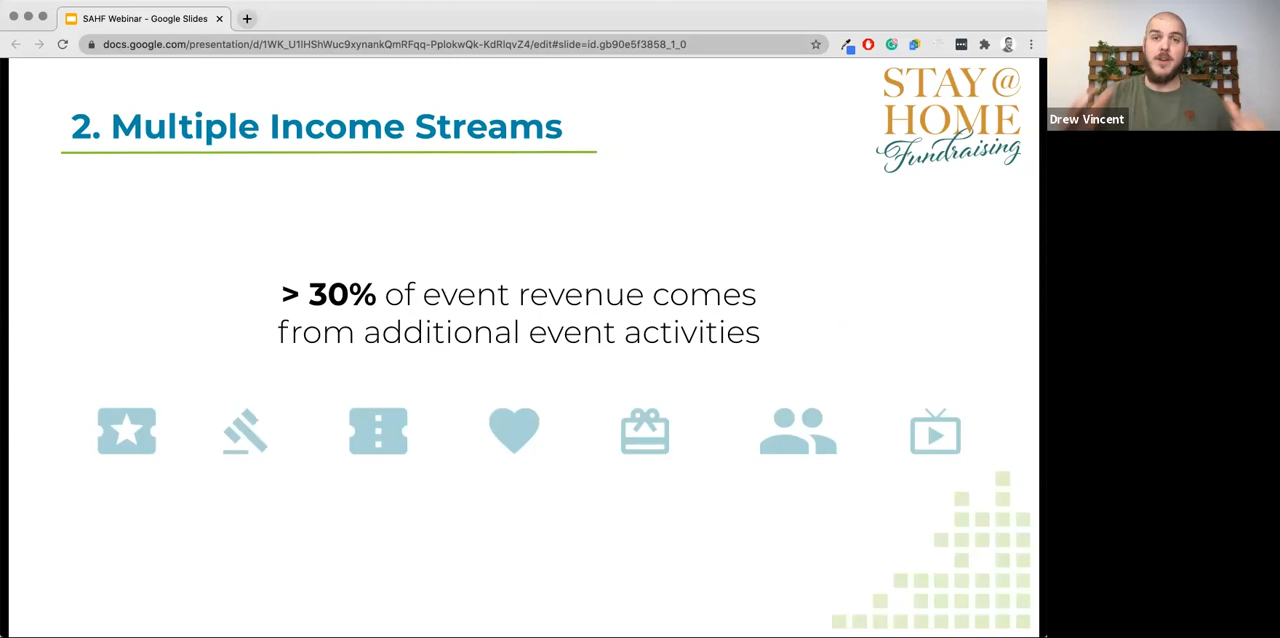 SAHF Webinar - Google Slides
docs.google.com/presentation/d/1WK_U1lHShWuc9xynankQmRFqq-PplokwQk-KdRlqvZ4/edit#slide=id.gb90e5f3858_1_0
2. Multiple Income Streams
STAY @
HOME
Fundraising
Drew Vincent
> 30% of event revenue comes
from additional event activities